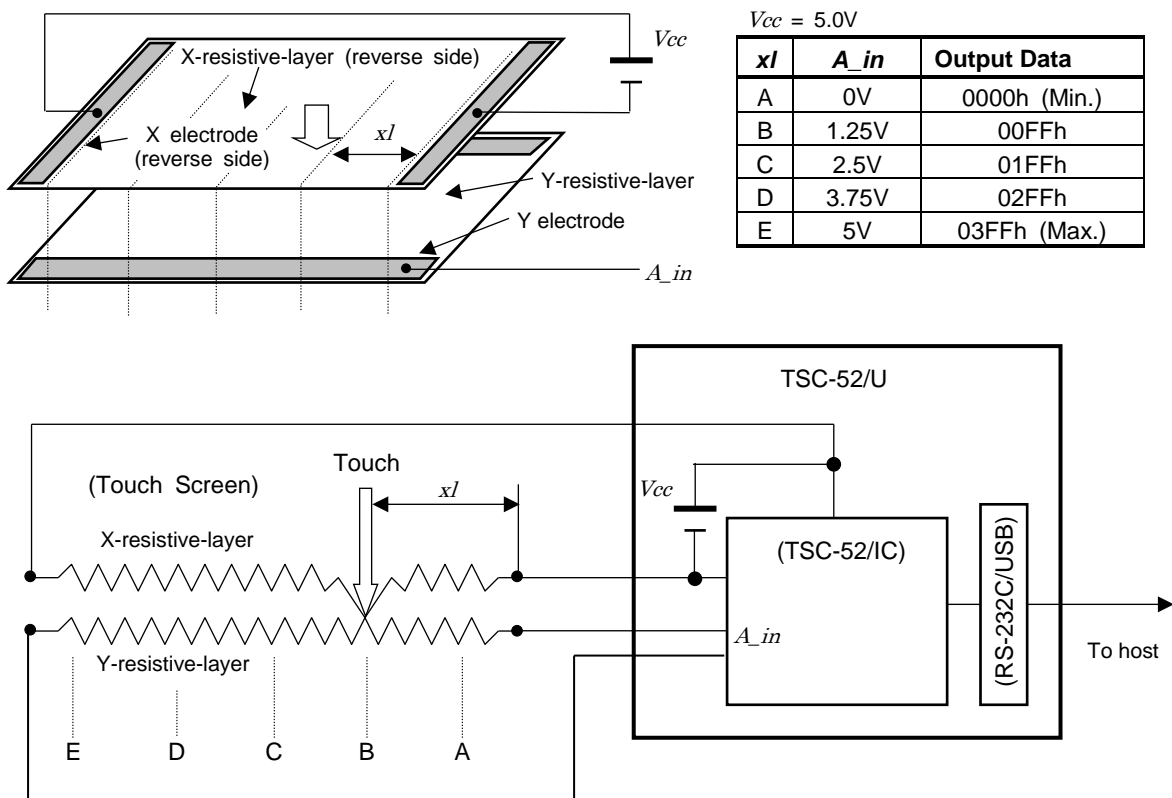 Vcc
X-resistive-layer (reverse side)
X electrode
(reverse side)
xl
Y-resistive-layer
Y electrode
A_in
Vcc = 5.0V
xl A_in Output Data
A 0V 0000h (Min.)
B 1.25V 00FFh
C 2.5V 01FFh
D 3.75V 02FFh
E 5V 03FFh (Max.)
TSC-52/U
Touch
(Touch Screen)
xl
Vcc
X-resistive-layer
(TSC-52/IC)
(RS-232C/USB)
A_in
Y-resistive-layer
To host
E D C B A